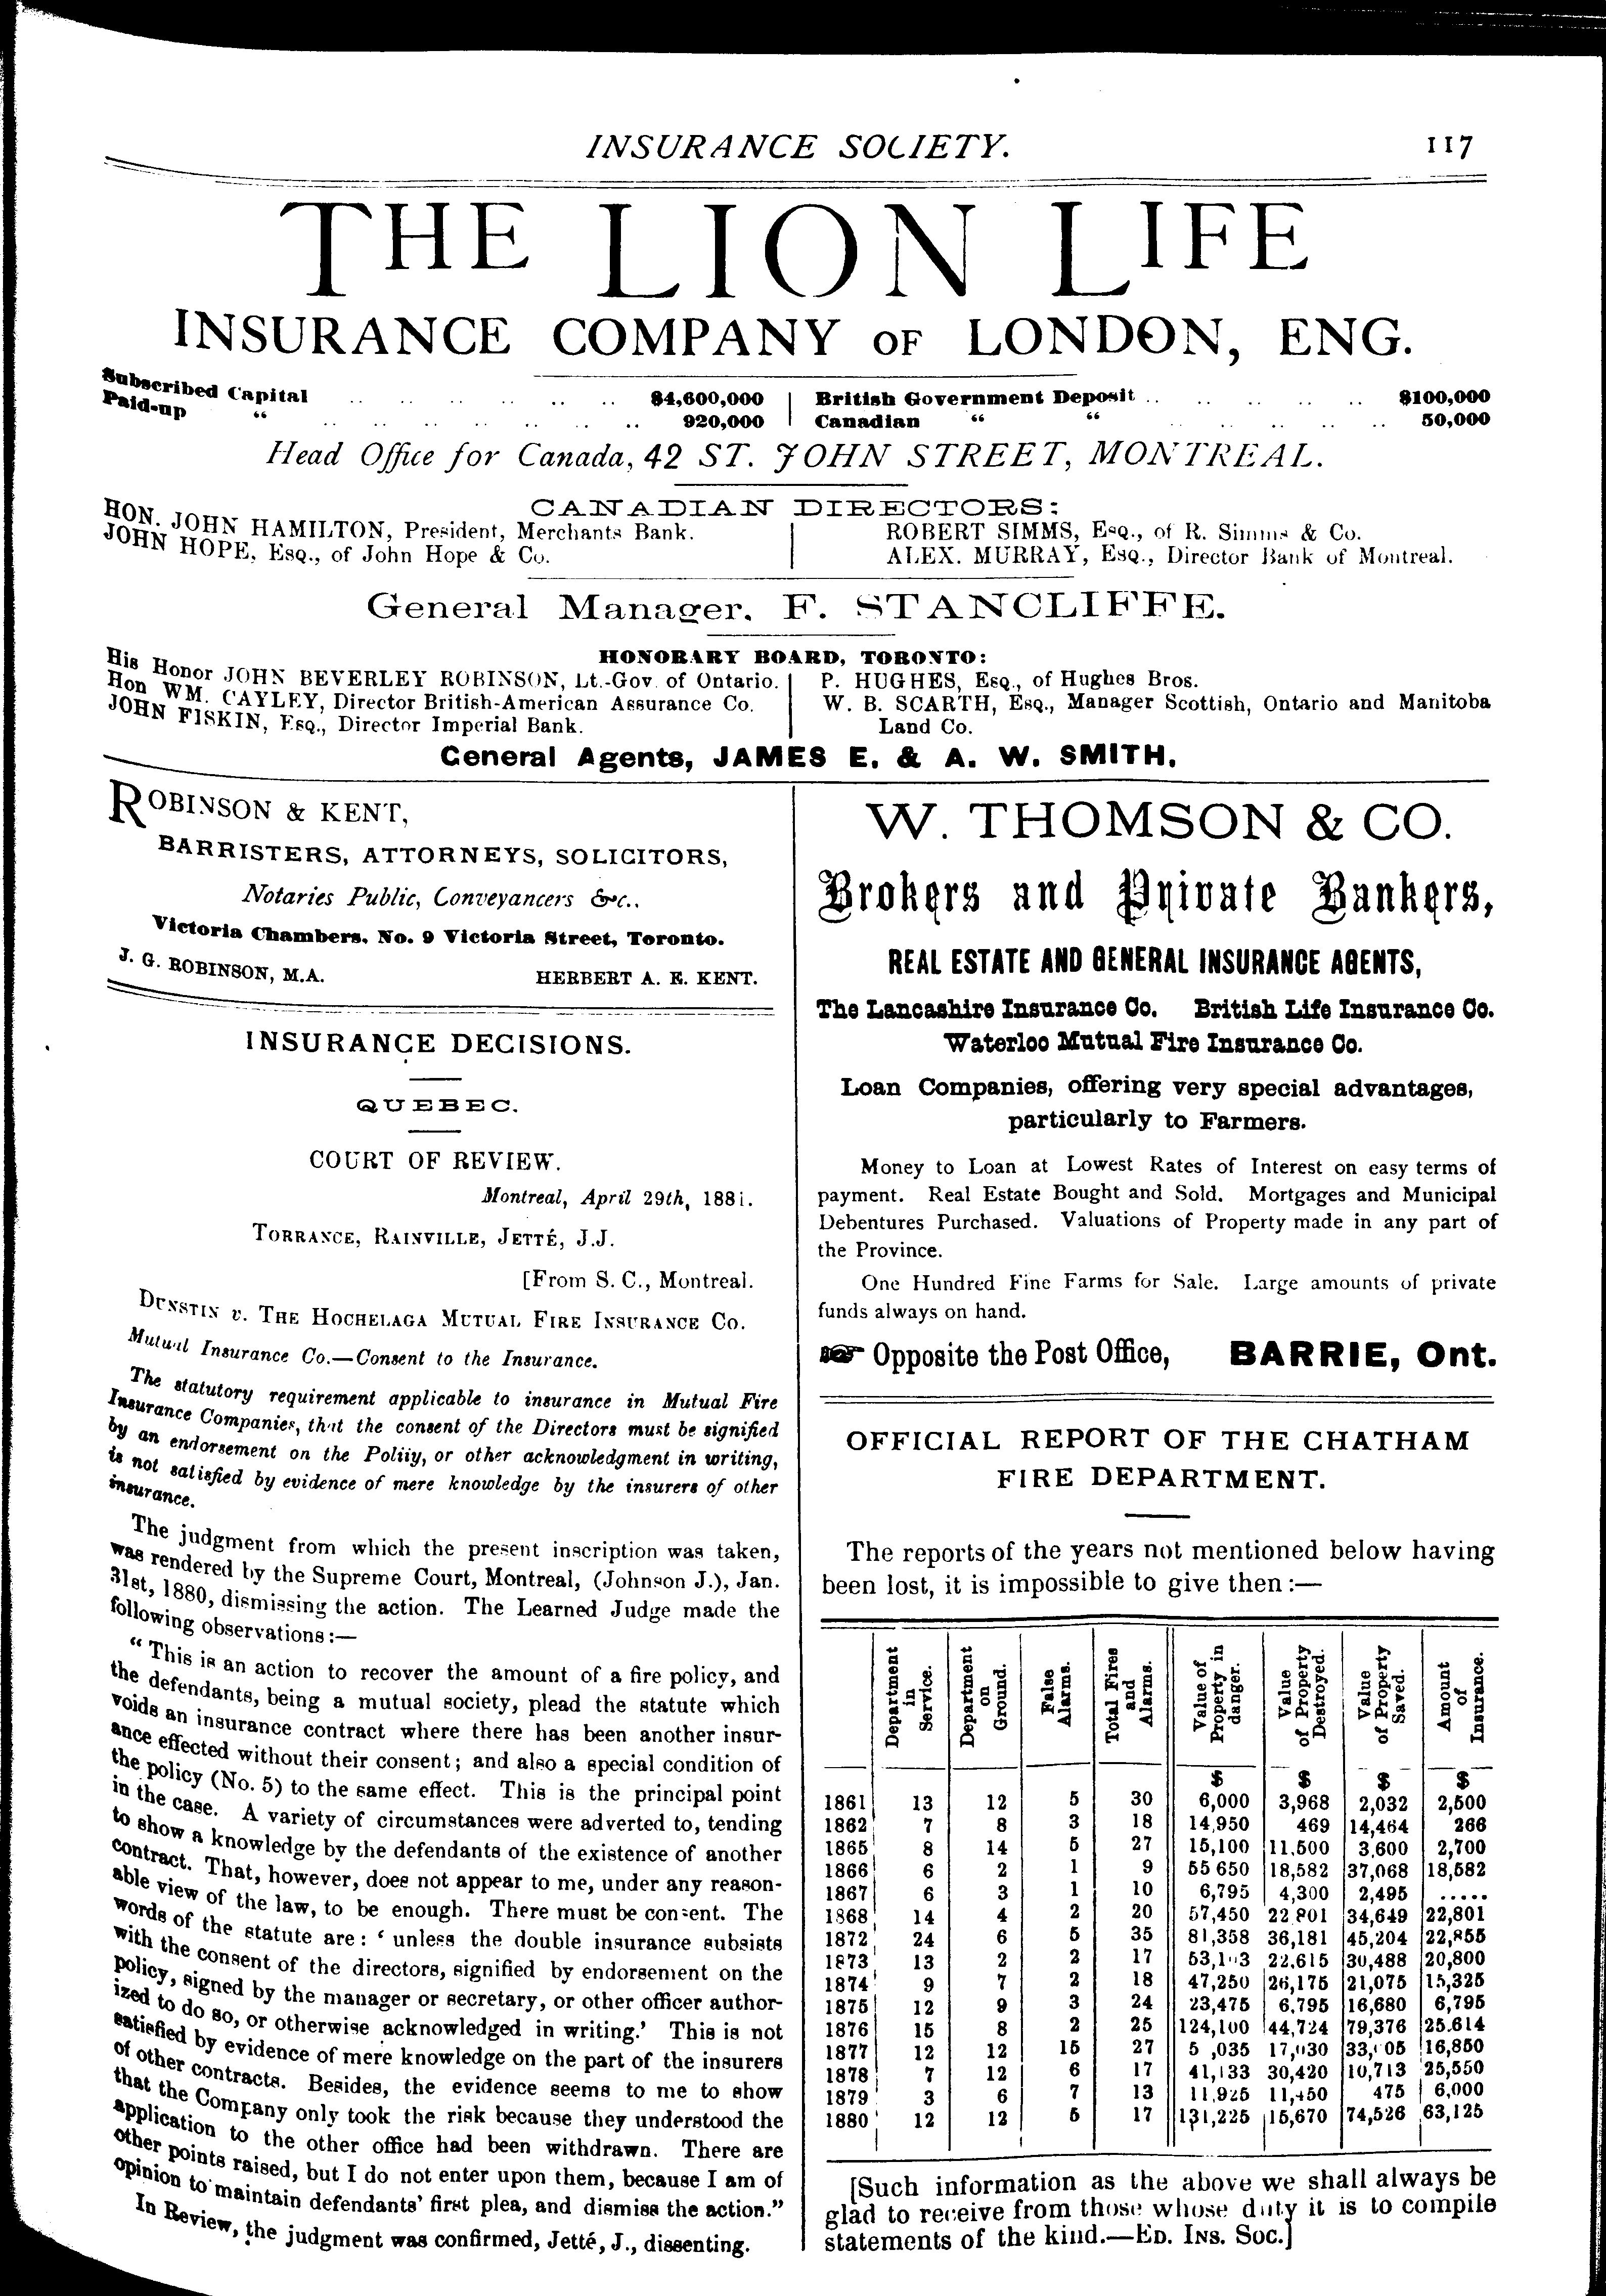 INSURANCE SOCIETY. 117
THE LION LIFE
INSURANCE COMPANY OF LONDON, ENG.
Subscribed Capital .. .. .. .. .. .. $4,600,000
Paid-up “ .. .. .. .. .. .. .. 920,000
British Government Deposit .. .. .. .. .. $100,000
Canadian “ “ .. .. .. .. 50,000
Head Office for Canada, 42 ST. JOHN STREET, MONTREAL.
CANADIAN DIRECTORS:
HON. JOHN HAMILTON, President, Merchants Bank.
JOHN HOPE, Esq., of John Hope & Co.
ROBERT SIMMS, Esq., of R. Simms & Co.
ALEX. MURRAY, Esq., Director Bank of Montreal.
General Manager, F. STANCLIFFE.
HONORARY BOARD, TORONTO:
His Honor JOHN BEVERLEY ROBINSON, Lt.-Gov. of Ontario.
Hon WM. CAYLEY, Director British-American Assurance Co.
JOHN FISKIN, Esq., Director Imperial Bank.
P. HUGHES, Esq., of Hughes Bros.
W. B. SCARTH, Esq., Manager Scottish, Ontario and Manitoba
Land Co.
General Agents, JAMES E. & A. W. SMITH.
ROBINSON & KENT,
BARRISTERS, ATTORNEYS, SOLICITORS,
Notaries Public, Conveyancers &c..
Victoria Chambers, No. 9 Victoria Street, Toronto.
J. G. ROBINSON, M.A. HERBERT A. E. KENT.
INSURANCE DECISIONS.
QUEBEC.
COURT OF REVIEW.
Montreal, April 29th, 1881.
TORRANCE, RAINVILLE, JETTÉ, J.J.
[From S. C., Montreal.
DUNSTIN v. THE HOCHELAGA MUTUAL FIRE INSURANCE CO.
Mutual Insurance Co.—Consent to the Insurance.
The statutory requirement applicable to insurance in Mutual Fire
Insurance Companies, that the consent of the Directors must be signified
by an endorsement on the Poliiy, or other acknowledgment in writing,
is not satisfied by evidence of mere knowledge by the insurers of other
insurance.
The judgment from which the present inscription was taken,
was rendered by the Supreme Court, Montreal, (Johnson J.), Jan.
31st, 1880, dismissing the action. The Learned Judge made the
following observations:—
“This is an action to recover the amount of a fire policy, and
the defendants, being a mutual society, plead the statute which
voids an insurance contract where there has been another insur-
ance effected without their consent; and also a special condition of
the policy (No. 5) to the same effect. This is the principal point
in the case. A variety of circumstances were adverted to, tending
to show a knowledge by the defendants of the existence of another
contract. That, however, does not appear to me, under any reason-
able view of the law, to be enough. There must be consent. The
words of the statute are: ‘unless the double insurance subsists
with the consent of the directors, signified by endorsement on the
policy, signed by the manager or secretary, or other officer author-
ized to do so, or otherwise acknowledged in writing.’ This is not
satisfied by evidence of mere knowledge on the part of the insurers
of other contracts. Besides, the evidence seems to me to show
that the Company only took the risk because they understood the
application to the other office had been withdrawn. There are
other points raised, but I do not enter upon them, because I am of
opinion to maintain defendants’ first plea, and dismiss the action.”
In Review, the judgment was confirmed, Jetté, J., dissenting.
W. THOMSON & CO.
Brokers and Private Bankers,
REAL ESTATE AND GENERAL INSURANCE AGENTS,
The Lancashire Insurance Co. British Life Insurance Co.
Waterloo Mutual Fire Insurance Co.
Loan Companies, offering very special advantages,
particularly to Farmers.
Money to Loan at Lowest Rates of Interest on easy terms of
payment. Real Estate Bought and Sold. Mortgages and Municipal
Debentures Purchased. Valuations of Property made in any part of
the Province.
One Hundred Fine Farms for Sale. Large amounts of private
funds always on hand.
☞ Opposite the Post Office, BARRIE, Ont.
OFFICIAL REPORT OF THE CHATHAM
FIRE DEPARTMENT.
The reports of the years not mentioned below having
been lost, it is impossible to give then:—
Department in Service. Department on Ground. False Alarms. Total Fires and Alarms. Value of Property in danger. Value of Property Destroyed. Value of Property Saved. Amount of Insurance.
$ $ $ $
1861 13 12 5 30 6,000 3,968 2,032 2,500
1862 7 8 3 18 14,950 469 14,464 266
1865 8 14 5 27 15,100 11,500 3,600 2,700
1866 6 2 1 9 55 650 18,582 37,068 18,582
1867 6 3 1 10 6,795 4,300 2,495 .....
1868 14 4 2 20 57,450 22 801 34,649 22,801
1872 24 6 5 35 81,358 36,181 45,204 22,855
1873 13 2 2 17 22,615 30,488 20,800
1874 9 7 2 18 47,250 26,175 21,075 15,325
1875 12 9 3 24 23,475 6,795 16,680 6,795
1876 15 8 2 25 124,100 44,724 79,376 25.614
1877 12 12 15 27 17,030 16,850
1878 7 12 6 17 41,133 30,420 10,713 25,550
1879 3 6 7 13 11,925 11,450 475 6,000
1880 12 12 5 17 131,225 15,670 74,526 63,125
[Such information as the above we shall always be
glad to receive from those whose duty it is to compile
statements of the kind.—ED. INS. SOC.]